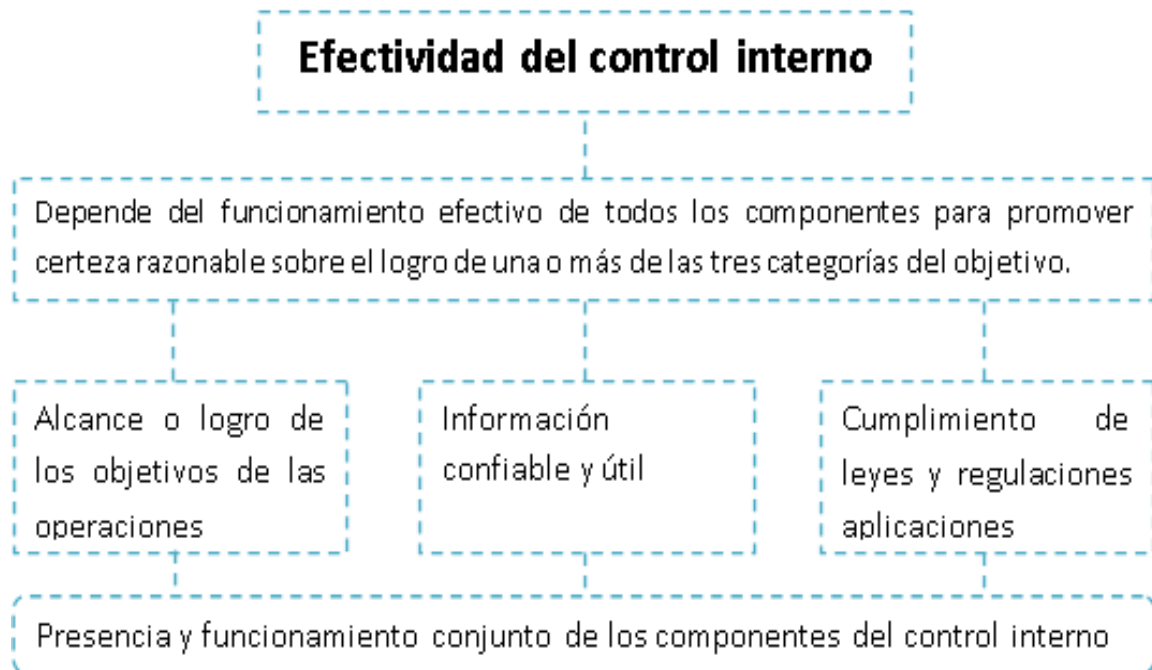 Efectividad del control interno
Depende del funcionamiento efectivo de todos los componentes para promover
certeza razonable sobre el logro de una o más de las tres categorías del objetivo.
Alcance o logro de
los objetivos de las
operaciones
Información
confiable y útil
Cumplimiento de
leyes y regulaciones
aplicaciones
Presencia y funcionamiento conjunto de los componentes del control interno